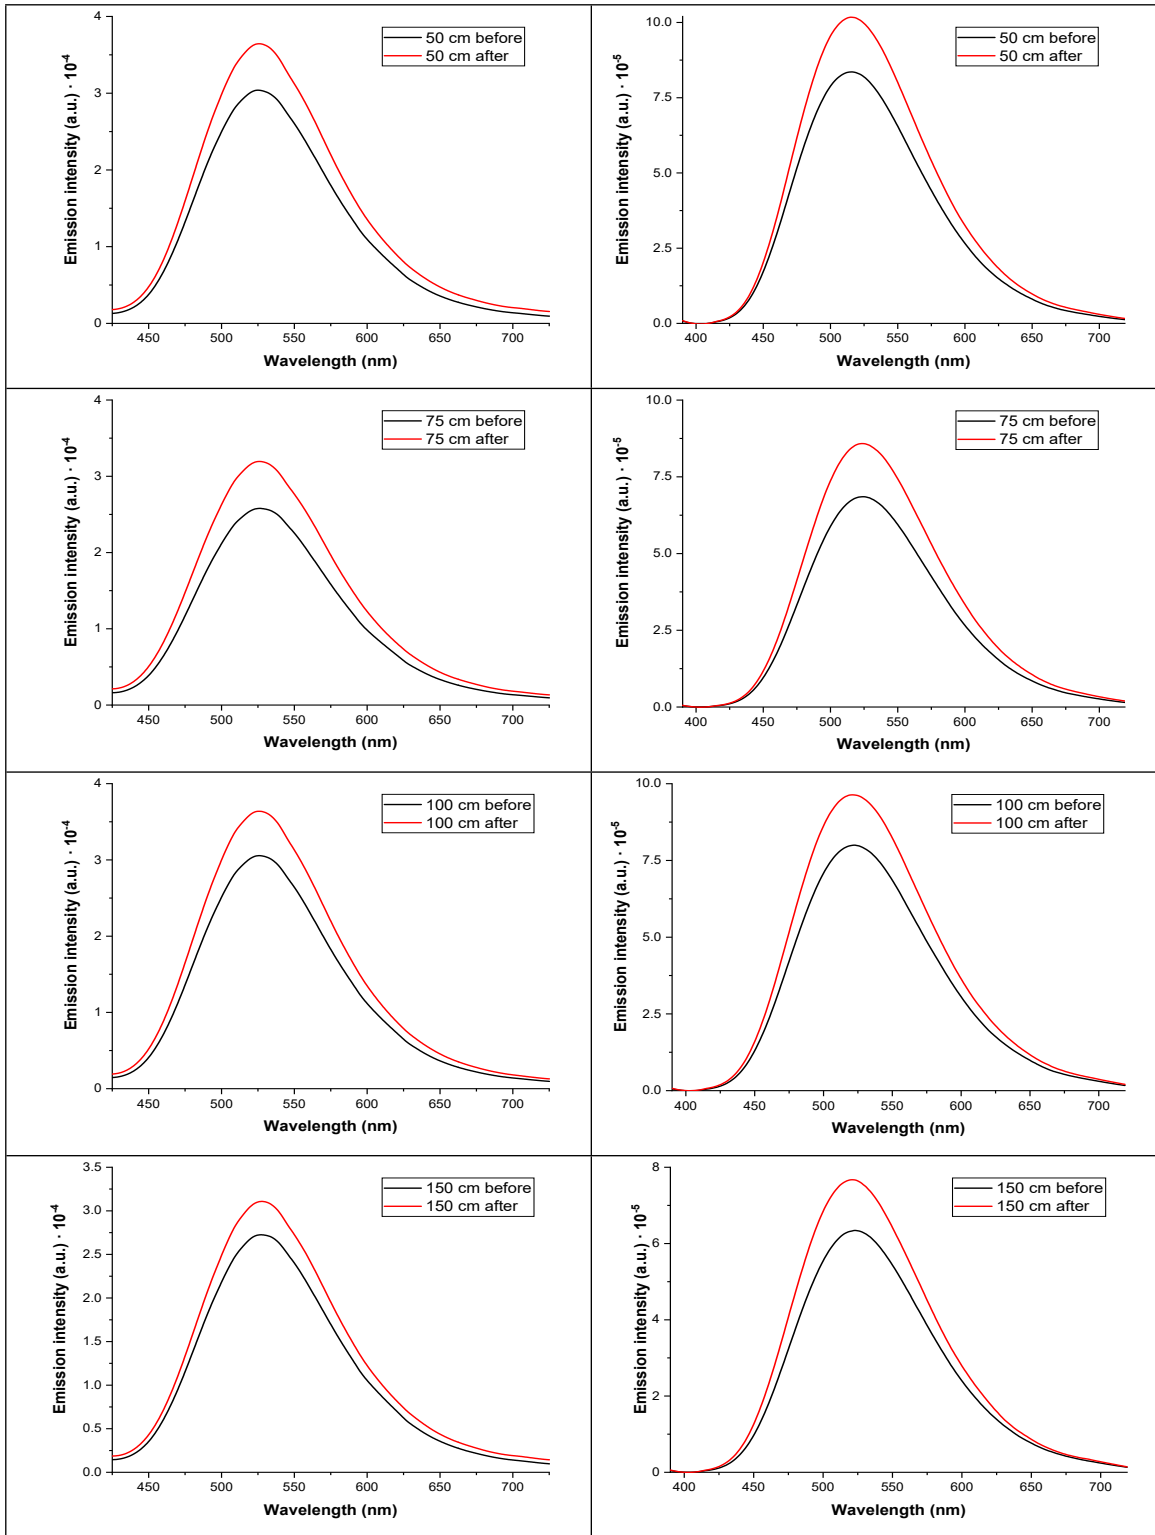 4
3
2
1
0
450
500
550
600
650
700
Emission intensity (a.u.) · 10⁻⁴
Wavelength (nm)
50 cm before
50 cm after
10.0
7.5
5.0
2.5
0.0
400
450
500
550
600
650
700
Emission intensity (a.u.) · 10⁻⁵
Wavelength (nm)
50 cm before
50 cm after
4
3
2
1
0
450
500
550
600
650
700
Emission intensity (a.u.) · 10⁻⁴
Wavelength (nm)
75 cm before
75 cm after
10.0
7.5
5.0
2.5
0.0
400
450
500
550
600
650
700
Emission intensity (a.u.) · 10⁻⁵
Wavelength (nm)
75 cm before
75 cm after
4
3
2
1
0
450
500
550
600
650
700
Emission intensity (a.u.) · 10⁻⁴
Wavelength (nm)
100 cm before
100 cm after
10.0
7.5
5.0
2.5
0.0
400
450
500
550
600
650
700
Emission intensity (a.u.) · 10⁻⁵
Wavelength (nm)
100 cm before
100 cm after
3.5
3.0
2.5
2.0
1.5
1.0
0.5
0.0
450
500
550
600
650
700
Emission intensity (a.u.) · 10⁻⁴
Wavelength (nm)
150 cm before
150 cm after
8
6
4
2
0
400
450
500
550
600
650
700
Emission intensity (a.u.) · 10⁻⁵
Wavelength (nm)
150 cm before
150 cm after